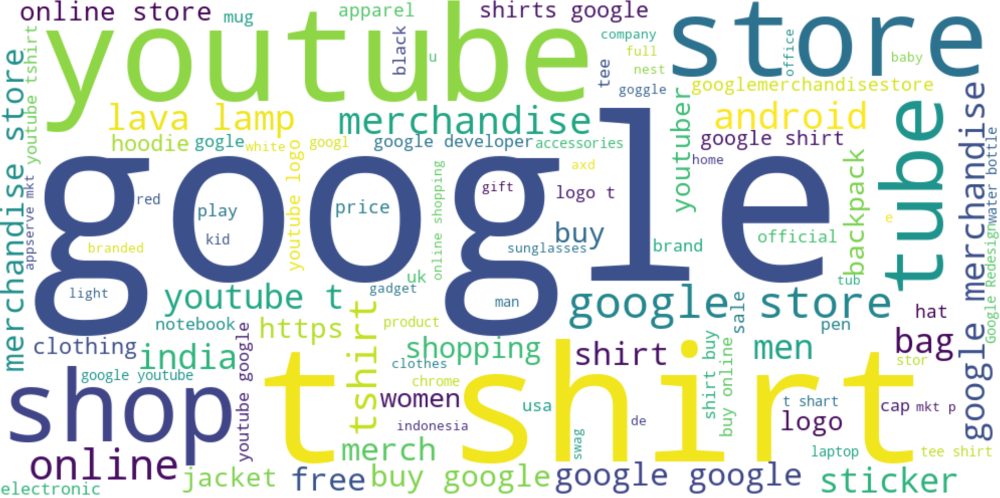 online store
mug
apparel
shirts google
youtube
store
black
u
company
full
nest
tee
goggle
office
baby
googlemerchandisestore
merchandise store
youtube tshirt
lava lamp
merchandise
android
youtuber
tube
google merchandise
hoodie
gogle
white
googl
google developer
accessories
google shirt
home
water bottle
google
youtube logo
online shopping
axd
gift
logo t
red
play
price
kid
buy
backpack
e
appserve mkt
branded
sunglasses
brand
official
Google Redesign
uk
tub
light
youtube t
gadget
man
google store
sale
hat
notebook
https
tshirt
product
pen
clothing
india
youtube google
shopping
shirt
shirt buy
buy online
men
bag
stor
clothes
google youtube
chrome
shop
t shirt
women
usa
t shart
cap
mkt p
indonesia
de
logo
swag
merch
laptop
tee shirt
online
jacket
free
buy google
google google
sticker
electronic